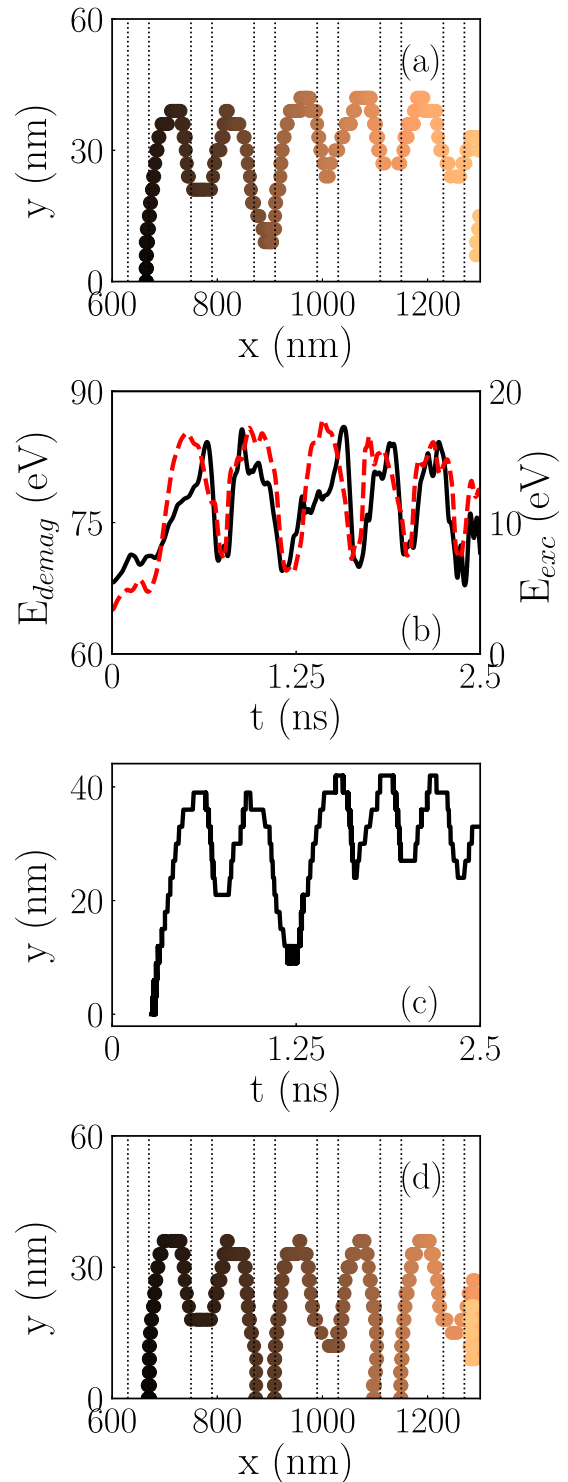 60
(a)
y (nm)
30
0
600 800 1000 1200
x (nm)
90 20
E_demag (eV)
75 10
E_exc (eV)
(b)
60 0
0 1.25 2.5
t (ns)
40
y (nm)
20
(c)
0
0 1.25 2.5
t (ns)
60
(d)
y (nm)
30
0
600 800 1000 1200
x (nm)